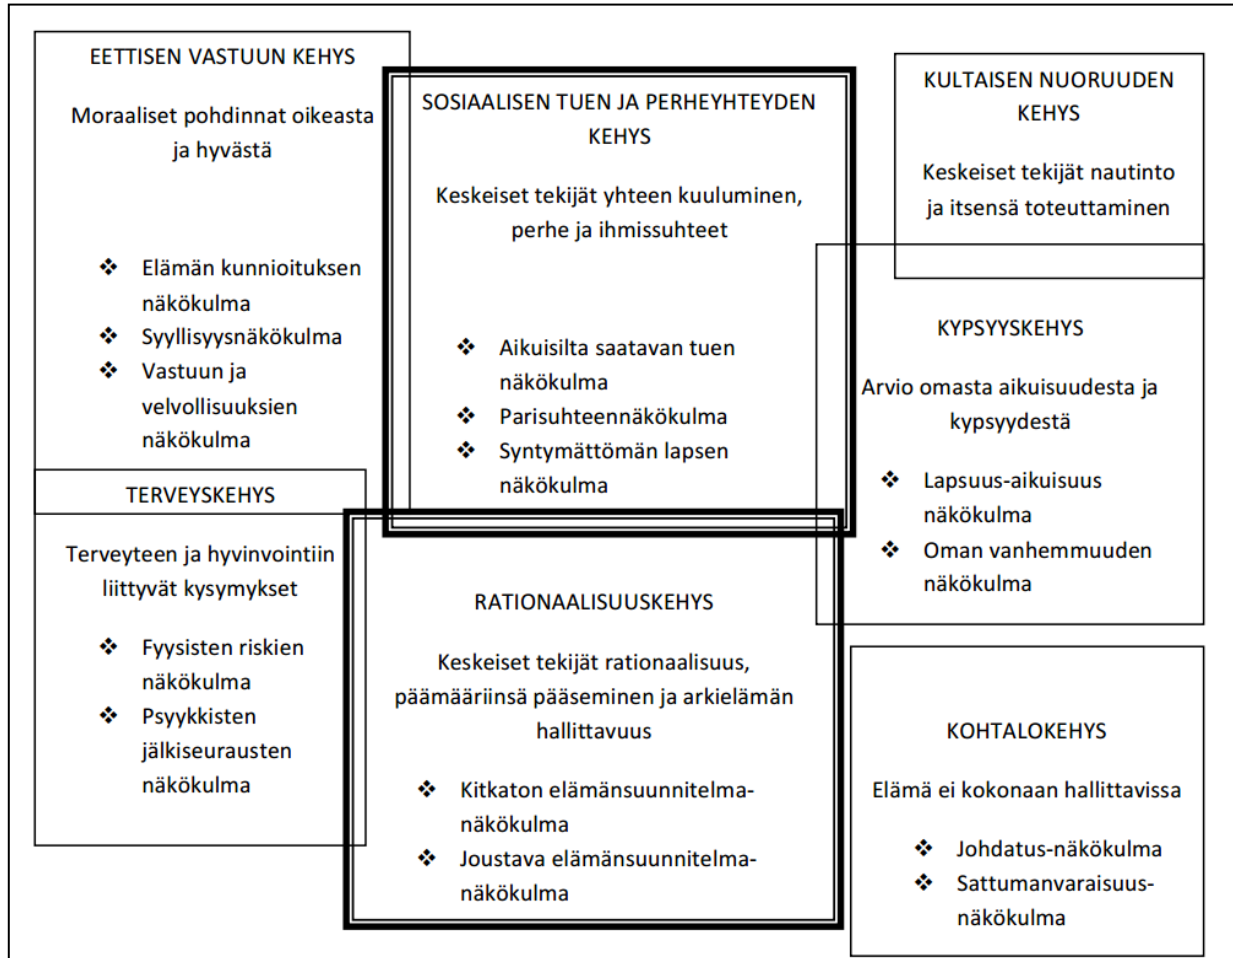 EETTISEN VASTUUN KEHYS
Moraaliset pohdinnat oikeasta
ja hyvästä
❖ Elämän kunnioituksen
näkökulma
❖ Syyllisyysnäkökulma
❖ Vastuun ja
velvollisuuksien
näkökulma
SOSIAALISEN TUEN JA PERHEYHTEYDEN
KEHYS
Keskeiset tekijät yhteen kuuluminen,
perhe ja ihmissuhteet
❖ Aikuisilta saatavan tuen
näkökulma
❖ Parisuhteennäkökulma
❖ Syntymättömän lapsen
näkökulma
KULTAISEN NUORUUDEN
KEHYS
Keskeiset tekijät nautinto
ja itsensä toteuttaminen
KYPSYYSKEHYS
Arvio omasta aikuisuudesta ja
kypsyydestä
❖ Lapsuus-aikuisuus
näkökulma
❖ Oman vanhemmuuden
näkökulma
TERVEYSKEHYS
Terveyteen ja hyvinvointiin
liittyvät kysymykset
❖ Fyysisten riskien
näkökulma
❖ Psyykkisten
jälkiseurausten
näkökulma
RATIONAALISUUSKEHYS
Keskeiset tekijät rationaalisuus,
päämääriinsä pääseminen ja arkielämän
hallittavuus
❖ Kitkaton elämänsuunnitelma-
näkökulma
❖ Joustava elämänsuunnitelma-
näkökulma
KOHTALOKEHYS
Elämä ei kokonaan hallittavissa
❖ Johdatus-näkökulma
❖ Sattumanvaraisuus-
näkökulma